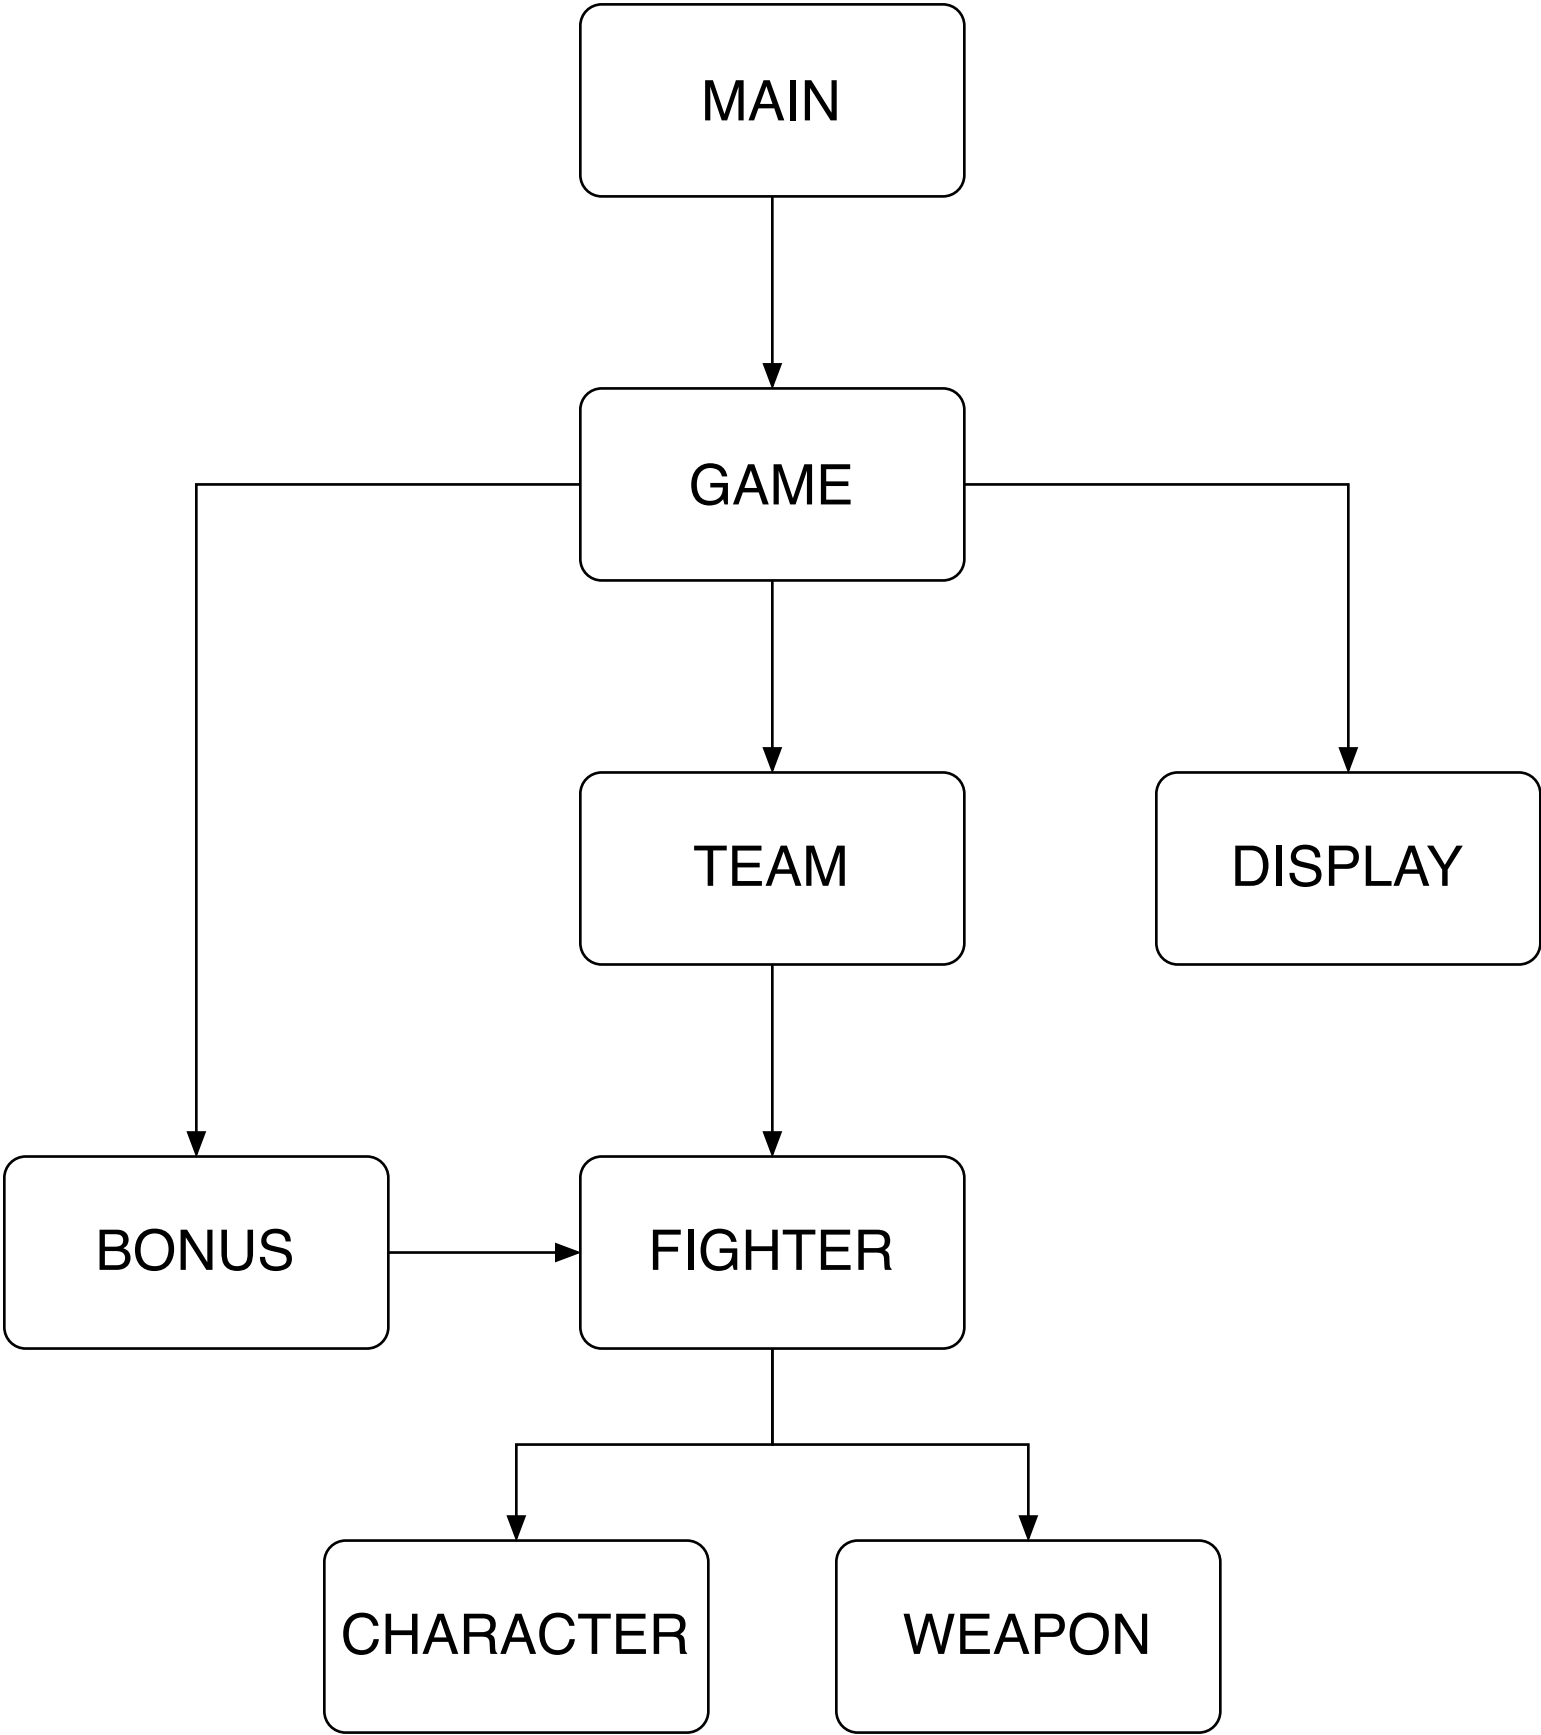 MAIN
GAME
TEAM
DISPLAY
BONUS
FIGHTER
CHARACTER
WEAPON